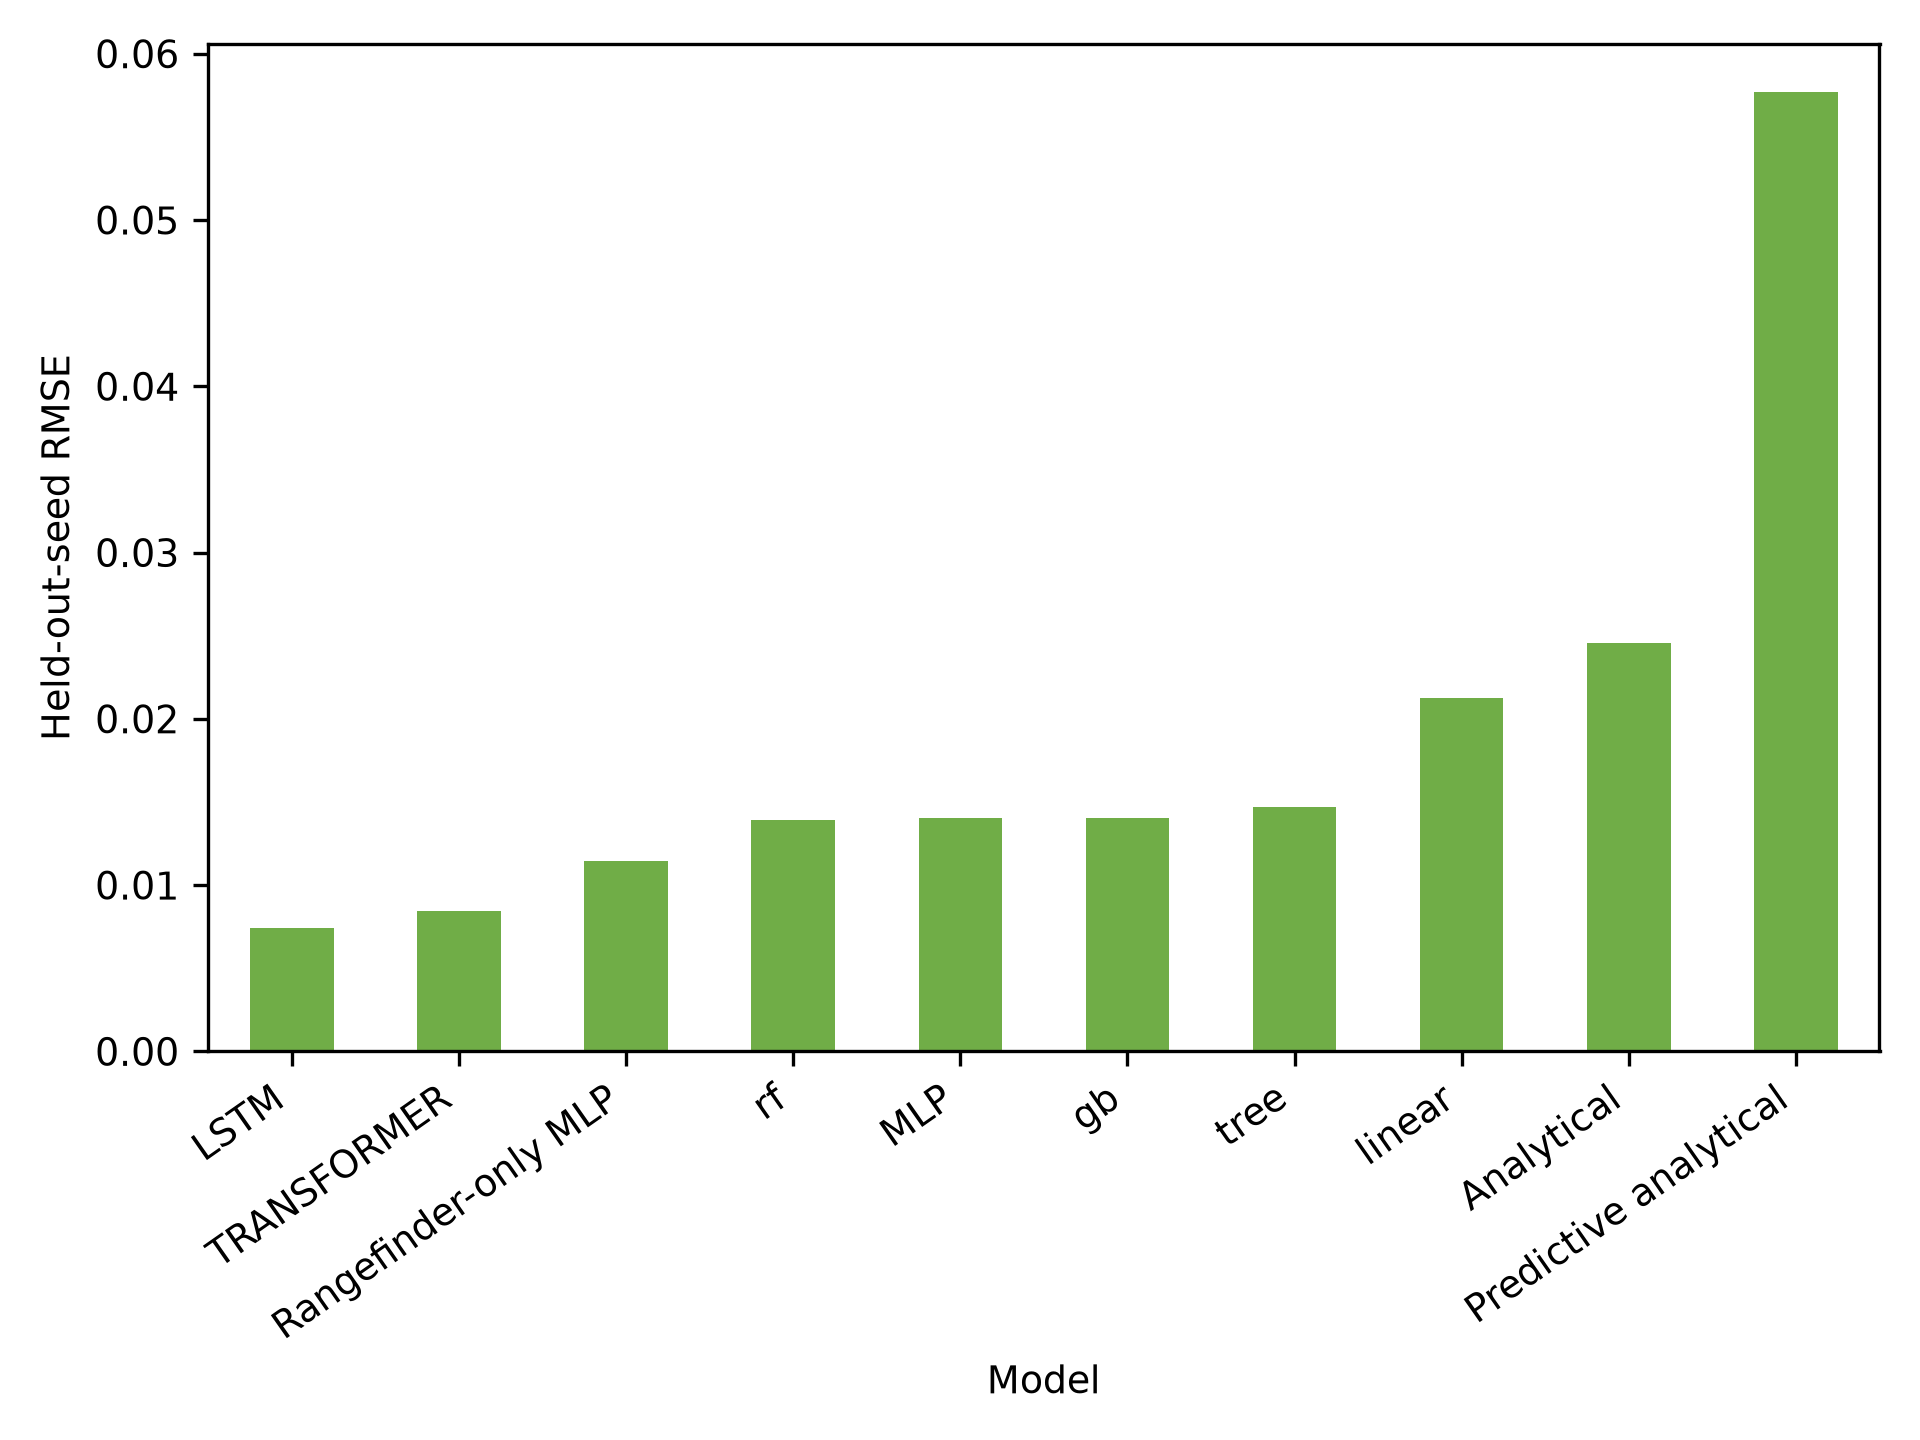 0.06
0.05
0.04
0.03
0.02
0.01
0.00
Held-out-seed RMSE
LSTM
TRANSFORMER
Rangefinder-only MLP
rf
MLP
gb
tree
linear
Analytical
Predictive analytical
Model